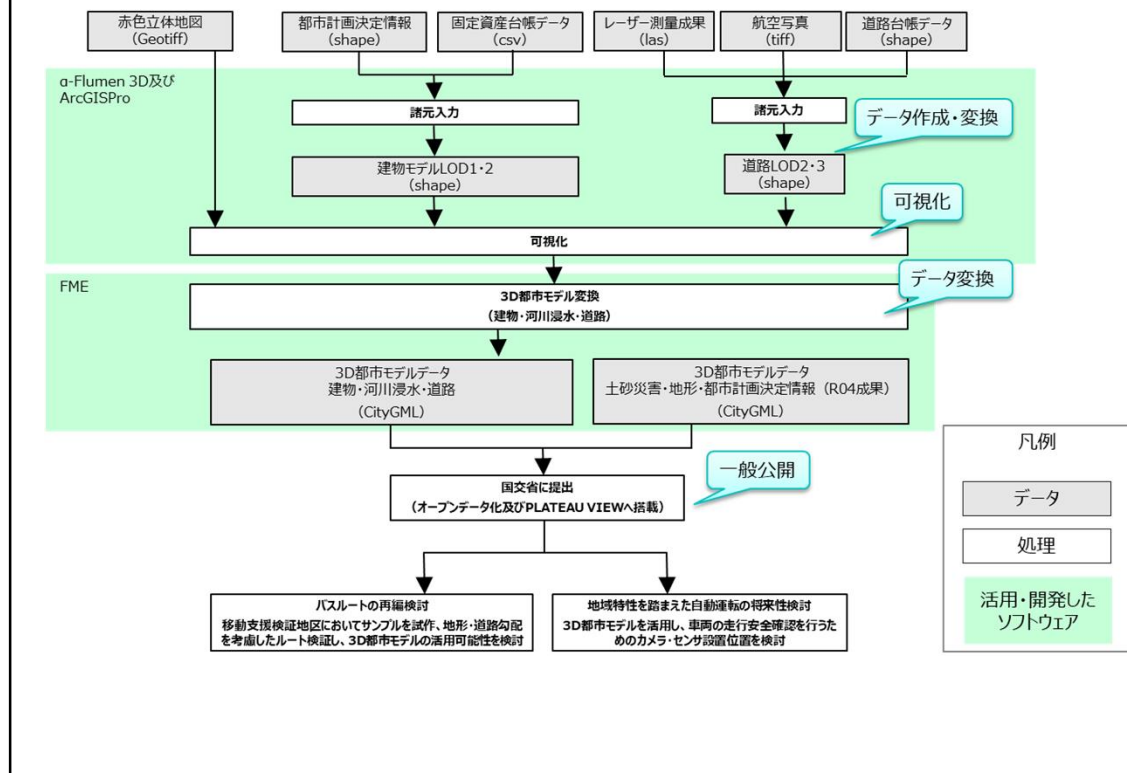 赤色立体地図
(Geotiff)
都市計画決定情報
(shape)
固定資産台帳データ
(csv)
レーザー測量成果
(las)
航空写真
(tiff)
道路台帳データ
(shape)
α-Flumen 3D及び
ArcGISPro
諸元入力
諸元入力
データ作成・変換
建物モデルLOD1・2
(shape)
道路LOD2・3
(shape)
可視化
可視化
FME
データ変換
3D都市モデル変換
（建物・河川浸水・道路）
3D都市モデルデータ
建物・河川浸水・道路
（CityGML）
3D都市モデルデータ
土砂災害・地形・都市計画決定情報（R04成果）
（CityGML）
一般公開
国交省に提出
（オープンデータ化及びPLATEAU VIEWへ搭載）
バスルートの再編検討
移動支援検証地区においてサンプルを試作、地形・道路勾配
を考慮したルート検証し、3D都市モデルの活用可能性を検討
地域特性を踏まえた自動運転の将来性検討
3D都市モデルを活用し、車両の走行安全確認を行うた
めのカメラ・センサ設置位置を検討
凡例
データ
処理
活用・開発した
ソフトウェア